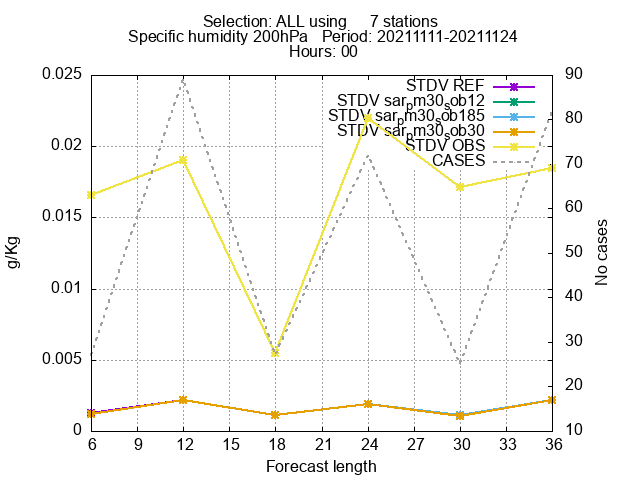 Selection: ALL using 7 stations
Specific humidity 200hPa Period: 20211111-20211124
Hours: 00
0.025
0.02
0.015
0.01
0.005
0
g/Kg
90
80
70
60
50
40
30
20
10
No cases
STDV REF
STDV sar_pm30_sob12
STDV sar_pm30_sob185
STDV sar_pm30_sob30
STDV OBS
CASES
6 9 12 15 18 21 24 27 30 33 36
Forecast length